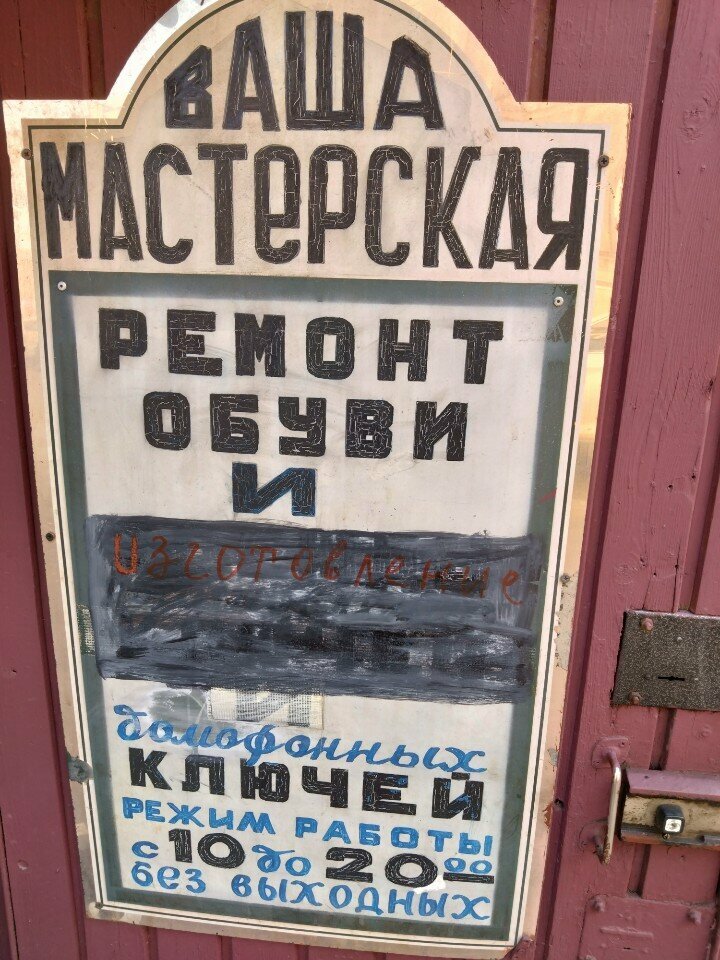 ВАША
МАСТЕРСКАЯ
РЕМОНТ
ОБУВИ
И
изготовление
домофонных
КЛЮЧЕЙ
РЕЖИМ РАБОТЫ
с 10 до 20 00
без выходных